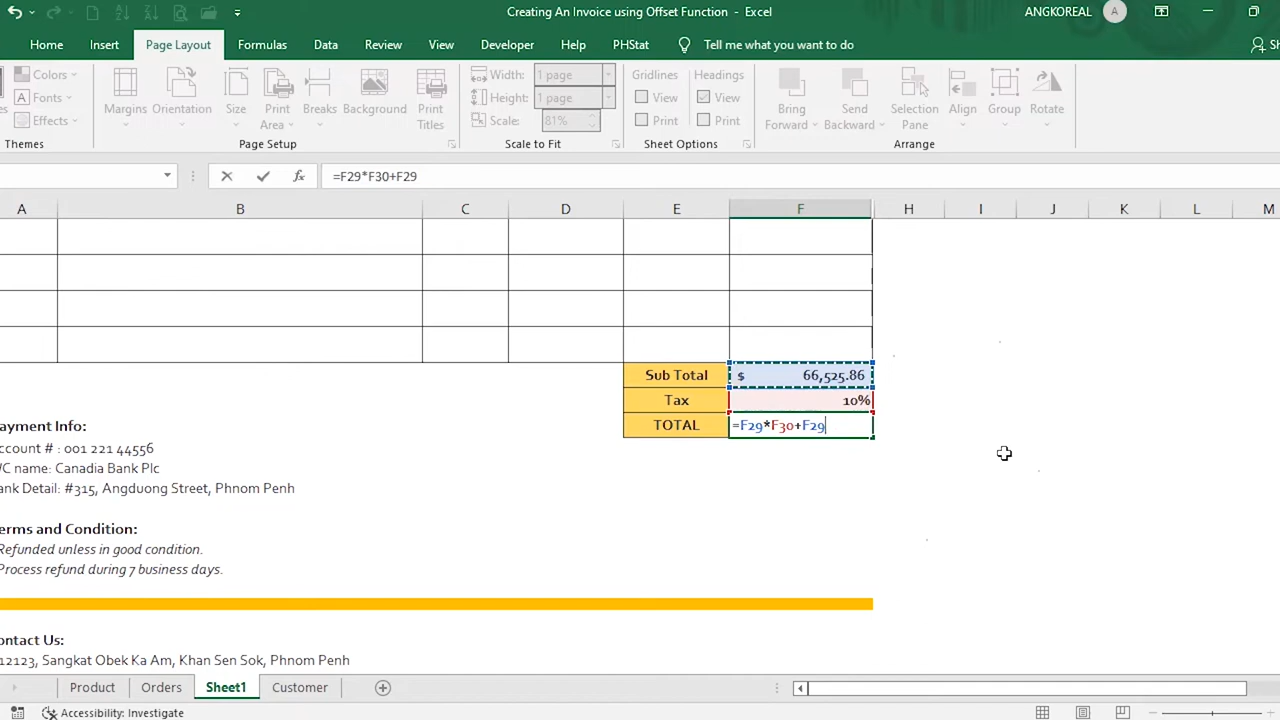 Creating An Invoice using Offset Function - Excel
ANGKOREAL A
Home Insert Page Layout Formulas Data Review View Developer Help PHStat Tell me what you want to do
Colors
Fonts
Effects
Themes
Margins
Orientation
Size
Print Area
Breaks
Background
Print Titles
Page Setup
Width: 1 page
Height: 1 page
Scale: 81%
Scale to Fit
Gridlines
View
Print
Headings
View
Print
Sheet Options
Bring Forward
Send Backward
Selection Pane
Align
Group
Rotate
Arrange
fx =F29*F30+F29
A B C D E F H I J K L M
Sub Total $ 66,525.86
Tax 10%
TOTAL =F29*F30+F29
ayment Info:
ccount # : 001 221 44556
/C name: Canadia Bank Plc
ank Detail: #315, Angduong Street, Phnom Penh
erms and Condition:
Refunded unless in good condition.
Process refund during 7 business days.
ontact Us:
12123, Sangkat Obek Ka Am, Khan Sen Sok, Phnom Penh
Product Orders Sheet1 Customer
Accessibility: Investigate